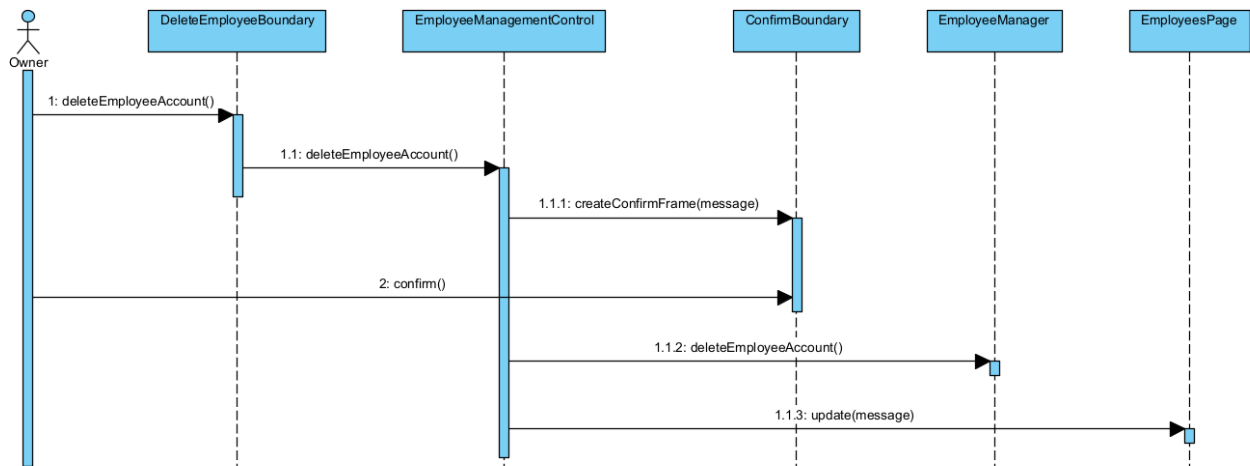 DeleteEmployeeBoundary
EmployeeManagementControl
ConfirmBoundary
EmployeeManager
EmployeesPage
Owner
1: deleteEmployeeAccount()
1.1: deleteEmployeeAccount()
1.1.1: createConfirmFrame(message)
2: confirm()
1.1.2: deleteEmployeeAccount()
1.1.3: update(message)